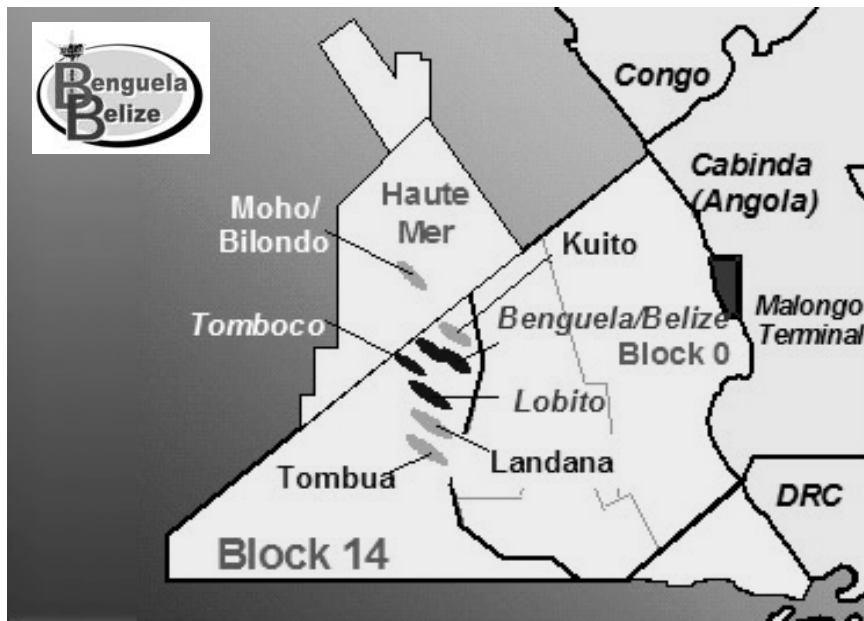 Benguela
Belize
Congo
Cabinda
(Angola)
Haute
Mer
Moho/
Bilondo
Kuito
Malongo
Terminal
Tomboco
Benguela/Belize
Block 0
Lobito
Landana
Tombua
DRC
Block 14